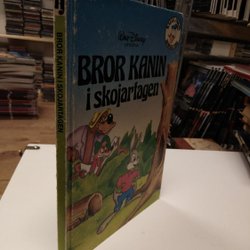 Walt Disney
BROR KANIN
i skojartagen
BROR KANIN I SKOJARTAGEN